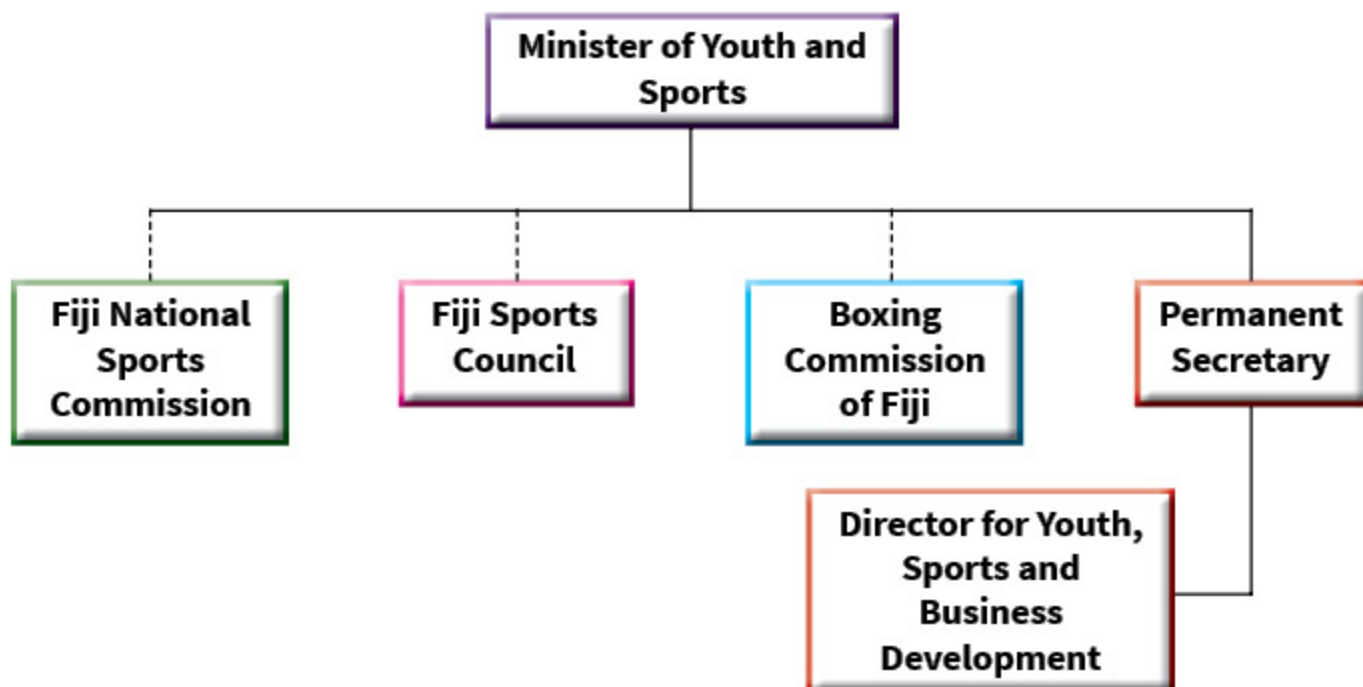 Minister of Youth and
Sports
Fiji National
Sports
Commission
Fiji Sports
Council
Boxing
Commission
of Fiji
Permanent
Secretary
Director for Youth,
Sports and
Business
Development